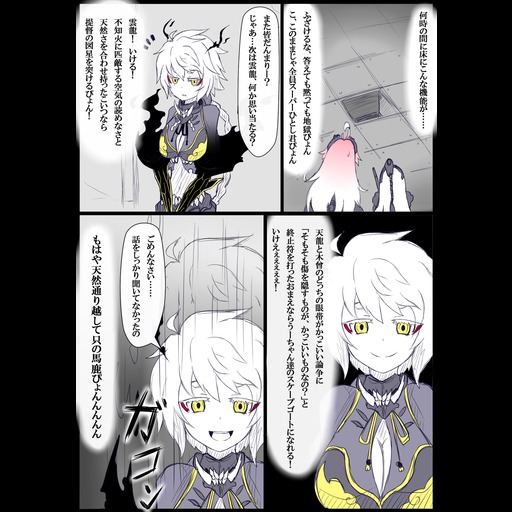 何時の間に床にこんな機能が……
ふざけるな、答えても黙っても地獄ぴょん
こ、このままじゃ全員スーパーひとし君ぴょん
また皆だんまりー？
じゃあ…次は雲龍、何か思い当たる？
雲龍！いける！
不知火に匹敵する空気の読めなさと
天然さを合わせ持ったこいつなら
提督の図星を突けるぴょん！
天龍と木曾のどっちの眼帯がかっこいい論争に
「そもそも傷を隠すものが、かっこいいものなの？」と
終止符を打ったおまえならうーちゃん達のスケープゴートになれる！
いけえええええぇ！
ごめんなさい……
話をしっかり聞いてなかったの
もはや天然通り越して只の馬鹿ぴょんんんんん
ガコン